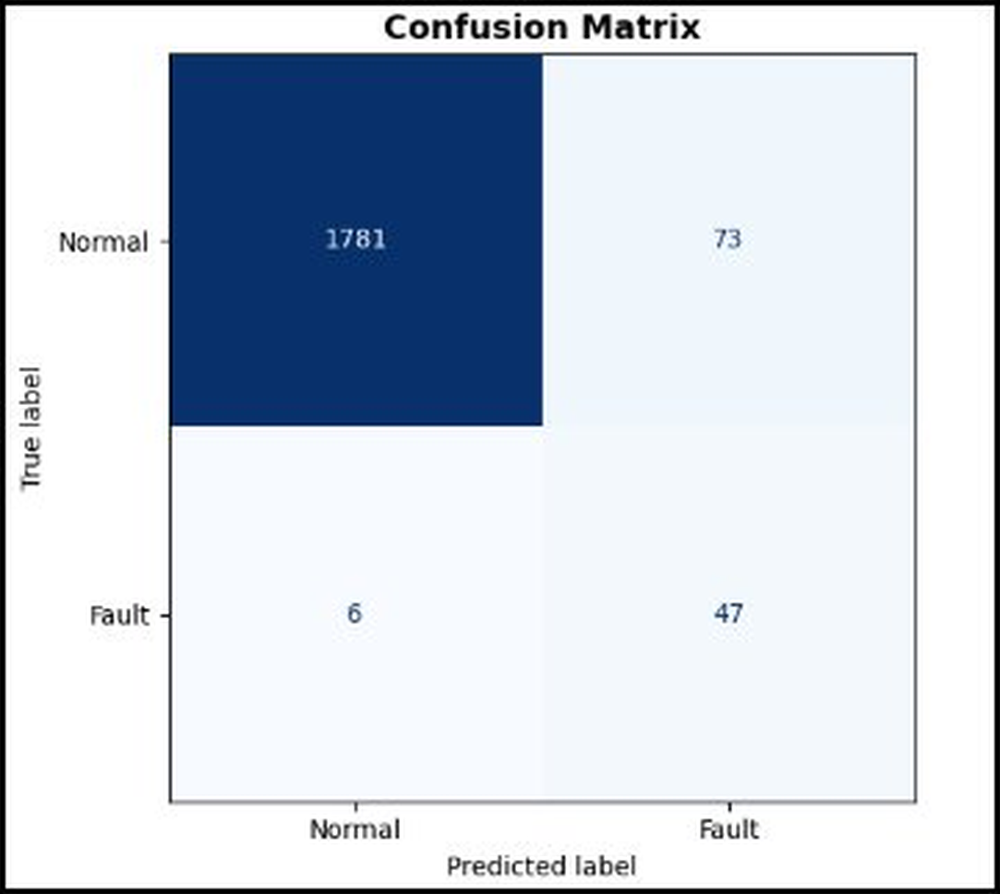 Confusion Matrix
Normal
1781
73
True label
Fault
6
47
Normal
Fault
Predicted label